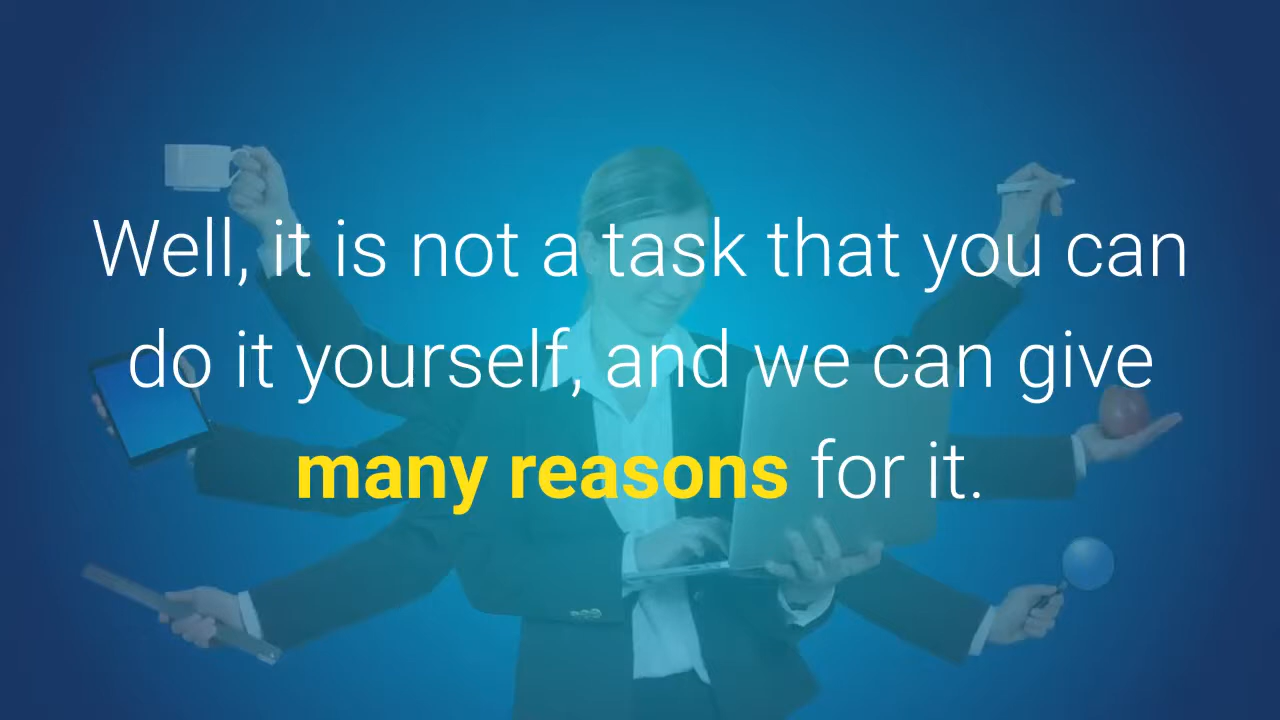 Well, it is not a task that you can
do it yourself, and we can give
many reasons for it.